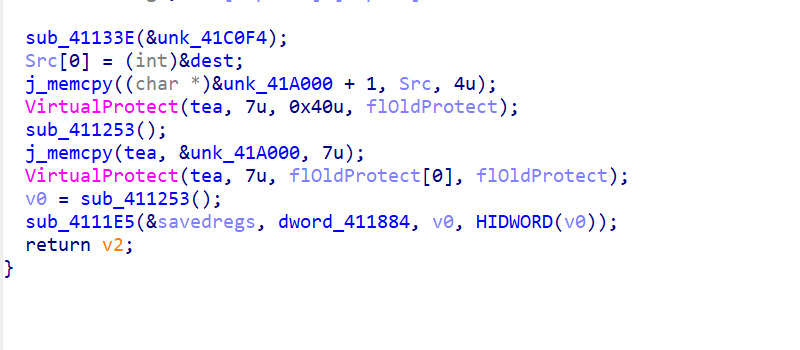 sub_41133E(&unk_41C0F4);
Src[0] = (int)&dest;
j_memcpy((char *)&unk_41A000 + 1, Src, 4u);
VirtualProtect(tea, 7u, 0x40u, flOldProtect);
sub_411253();
j_memcpy(tea, &unk_41A000, 7u);
VirtualProtect(tea, 7u, flOldProtect[0], flOldProtect);
v0 = sub_411253();
sub_4111E5(&savedregs, dword_411884, v0, HIDWORD(v0));
return v2;
}